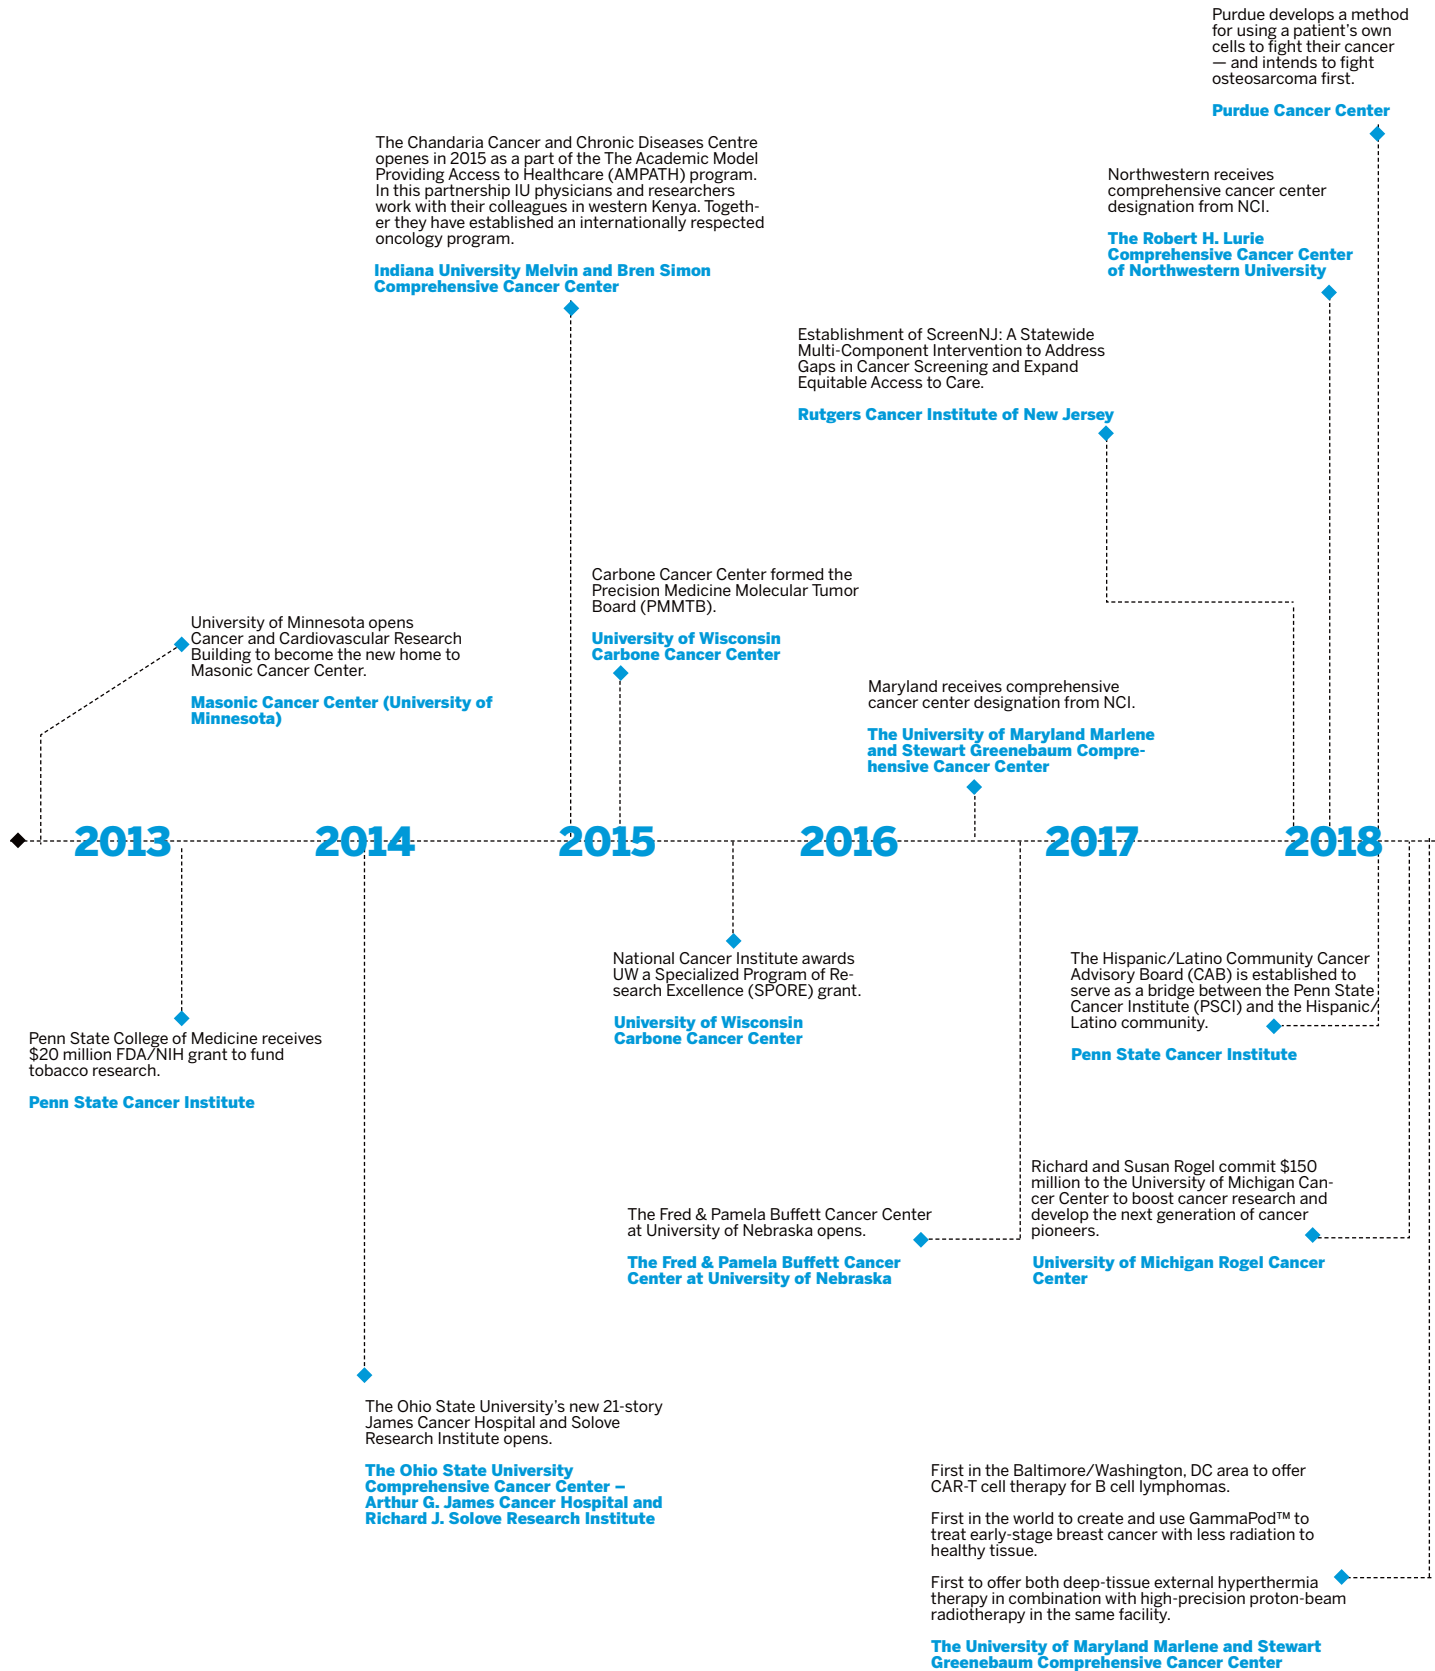 Purdue develops a method
for using a patient’s own
cells to fight their cancer
— and intends to fight
osteosarcoma first.
Purdue Cancer Center
The Chandaria Cancer and Chronic Diseases Centre
openes in 2015 as a part of the The Academic Model
Providing Access to Healthcare (AMPATH) program.
In this partnership IU physicians and researchers
work with their colleagues in western Kenya. Togeth-
er they have established an internationally respected
oncology program.
Indiana University Melvin and Bren Simon
Comprehensive Cancer Center
Northwestern receives
comprehensive cancer center
designation from NCI.
The Robert H. Lurie
Comprehensive Cancer Center
of Northwestern University
Establishment of ScreenNJ: A Statewide
Multi-Component Intervention to Address
Gaps in Cancer Screening and Expand
Equitable Access to Care.
Rutgers Cancer Institute of New Jersey
Carbone Cancer Center formed the
Precision Medicine Molecular Tumor
Board (PMMTB).
University of Wisconsin
Carbone Cancer Center
University of Minnesota opens
Cancer and Cardiovascular Research
Building to become the new home to
Masonic Cancer Center.
Masonic Cancer Center (University of
Minnesota)
Maryland receives comprehensive
cancer center designation from NCI.
The University of Maryland Marlene
and Stewart Greenebaum Compre-
hensive Cancer Center
2013 2014 2015 2016 2017 2018
National Cancer Institute awards
UW a Specialized Program of Re-
search Excellence (SPORE) grant.
University of Wisconsin
Carbone Cancer Center
The Hispanic/Latino Community Cancer
Advisory Board (CAB) is established to
serve as a bridge between the Penn State
Cancer Institute (PSCI) and the Hispanic/
Latino community.
Penn State Cancer Institute
Penn State College of Medicine receives
$20 million FDA/NIH grant to fund
tobacco research.
Penn State Cancer Institute
Richard and Susan Rogel commit $150
million to the University of Michigan Can-
cer Center to boost cancer research and
develop the next generation of cancer
pioneers.
University of Michigan Rogel Cancer
Center
The Fred & Pamela Buffett Cancer Center
at University of Nebraska opens.
The Fred & Pamela Buffett Cancer
Center at University of Nebraska
The Ohio State University’s new 21-story
James Cancer Hospital and Solove
Research Institute opens.
The Ohio State University
Comprehensive Cancer Center –
Arthur G. James Cancer Hospital and
Richard J. Solove Research Institute
First in the Baltimore/Washington, DC area to offer
CAR-T cell therapy for B cell lymphomas.
First in the world to create and use GammaPod™ to
treat early-stage breast cancer with less radiation to
healthy tissue.
First to offer both deep-tissue external hyperthermia
therapy in combination with high-precision proton-beam
radiotherapy in the same facility.
The University of Maryland Marlene and Stewart
Greenebaum Comprehensive Cancer Center